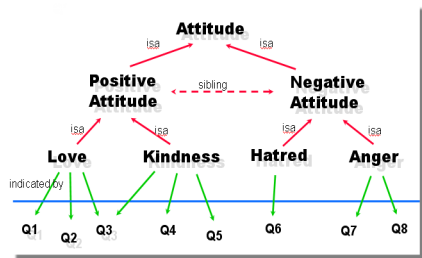 Attitude
isa isa
Positive Attitude
sibling
Negative Attitude
isa isa isa isa
Love Kindness Hatred Anger
indicated by
Q1 Q2 Q3 Q4 Q5 Q6 Q7 Q8